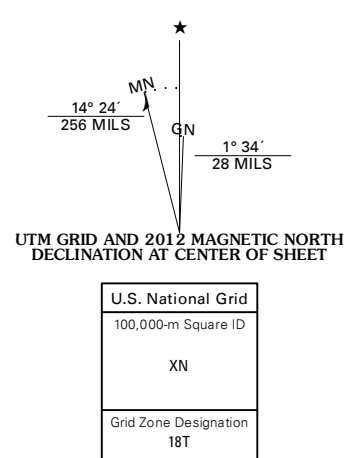 ★
MN
14° 24´
256 MILS
GN
1° 34´
28 MILS
UTM GRID AND 2012 MAGNETIC NORTH
DECLINATION AT CENTER OF SHEET
U.S. National Grid
100,000-m Square ID
XN
Grid Zone Designation
18T